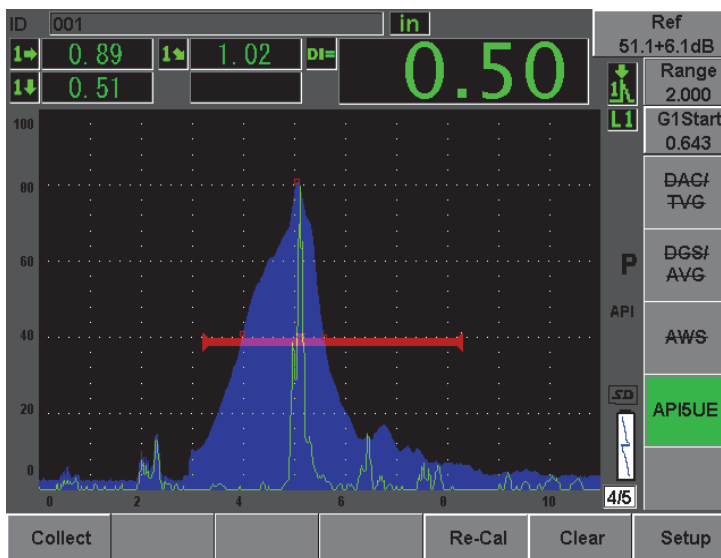 ID 001 in Ref
51.1+6.1dB
1 0.89 1 1.02 DI= 0.50
1 0.51
1
Range
2.000
L1
G1Start
0.643
DAC/
TVG
DGS/
AVG
P
API
AWS
SD
API5UE
4/5
100
80
60
40
20
0
0 2 4 6 8 10
Collect Re-Cal Clear Setup